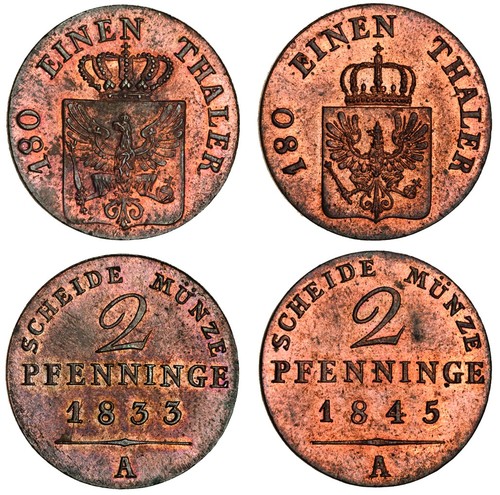 180 EINEN THALER
180 EINEN THALER
SCHEIDE MÜNZE
2
PFENNINGE
1833
A
SCHEIDE MÜNZE
2
PFENNINGE
1845
A